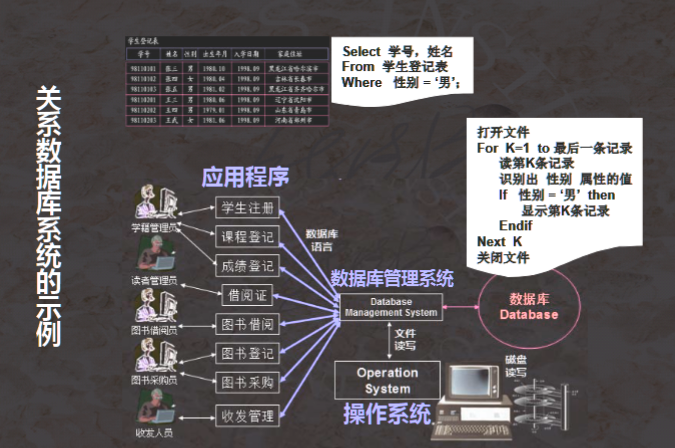 学生登记表
学号 姓名 性别 出生年月 入学日期 家庭住址
98110101 张三 男 1980.10 1998.09 黑龙江省哈尔滨市
98110102 张四 女 1980.04 1998.09 吉林省长春市
98110103 张五 男 1981.02 1998.09 黑龙江省齐齐哈尔市
98110201 王三 男 1980.06 1998.09 辽宁省沈阳市
98110202 王四 男 1979.01 1998.09 山东省青岛市
98110203 王武 女 1981.06 1998.09 河南省郑州市
Select 学号，姓名
From 学生登记表
Where 性别 = ‘男’;
关系数据库系统的示例
打开文件
For K=1 to 最后一条记录
读第K条记录
识别出 性别 属性的值
If 性别 = ‘男’ then
显示第K条记录
Endif
Next K
关闭文件
应用程序
学籍管理员
读者管理员
图书借阅员
图书采购员
收发人员
学生注册
课程登记
成绩登记
借阅证
图书借阅
图书登记
图书采购
收发管理
数据库
语言
数据库管理系统
Database
Management System
数据库
Database
文件
读写
磁盘
读写
Operation
System
操作系统